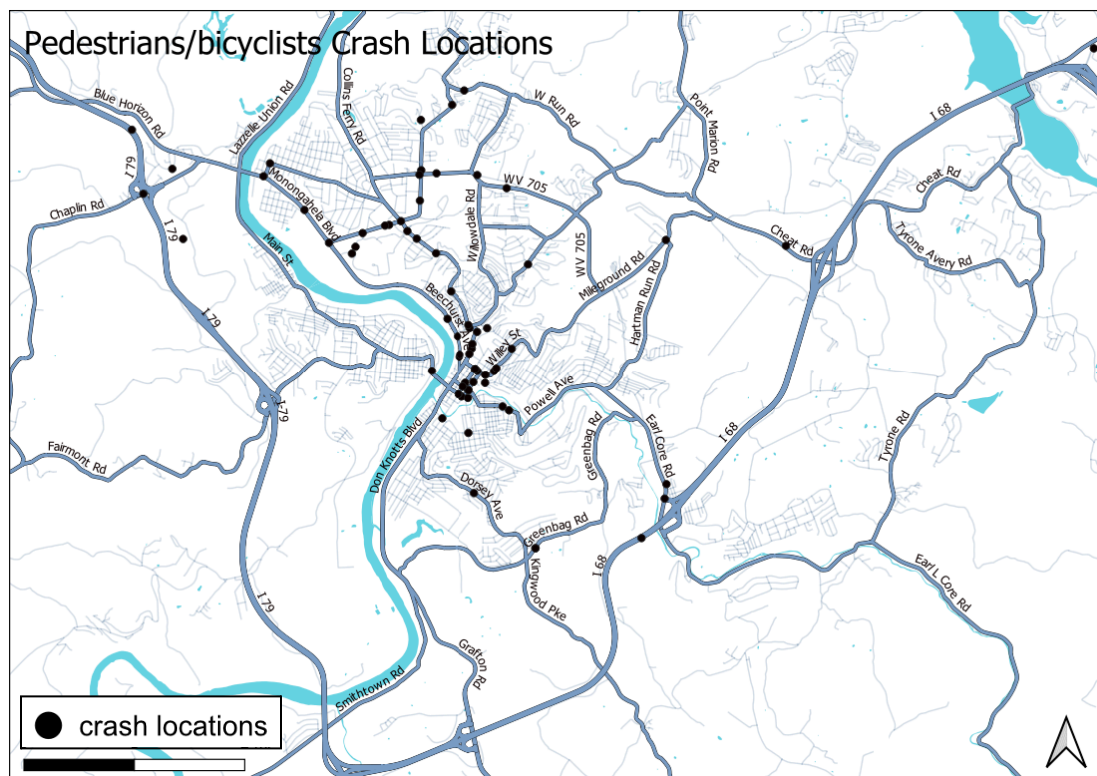 Pedestrians/bicyclists Crash Locations
Blue Horizon Rd
Lazzelle Union Rd
Collins Ferry Rd
W Run Rd
Point Marion Rd
I 68
I 79
Chaplin Rd
I 79
Monongahela Blvd
WV 705
Willowdale Rd
Cheat Rd
Tyrone Avery Rd
Main St
WV 705
Cheat Rd
Mileground Rd
Hartman Run Rd
Beechurst Ave
I 79
Willey St
Powell Ave
I 79
Don Knotts Blvd
Greenbag Rd
Earl Core Rd
I 68
Tyrone Rd
Fairmont Rd
Dorsey Ave
Greenbag Rd
I 68
Kingwood Pke
Earl L Core Rd
I 79
Grafton Rd
Smithtown Rd
crash locations